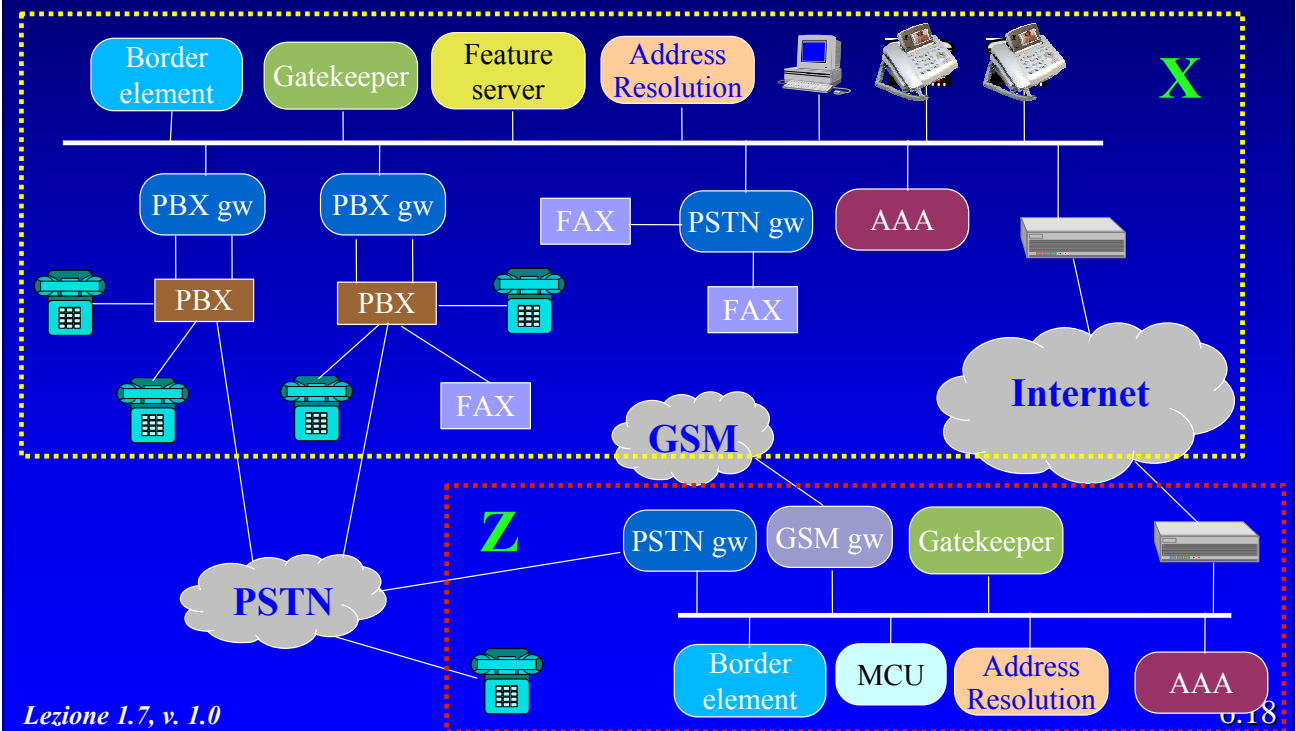 Border
element
Gatekeeper
Feature
server
Address
Resolution
X
PBX gw
PBX gw
FAX
PSTN gw
AAA
PBX
PBX
FAX
FAX
Internet
GSM
Z
PSTN gw
GSM gw
Gatekeeper
PSTN
Border
element
MCU
Address
Resolution
AAA
Lezione 1.7, v. 1.0
6.18